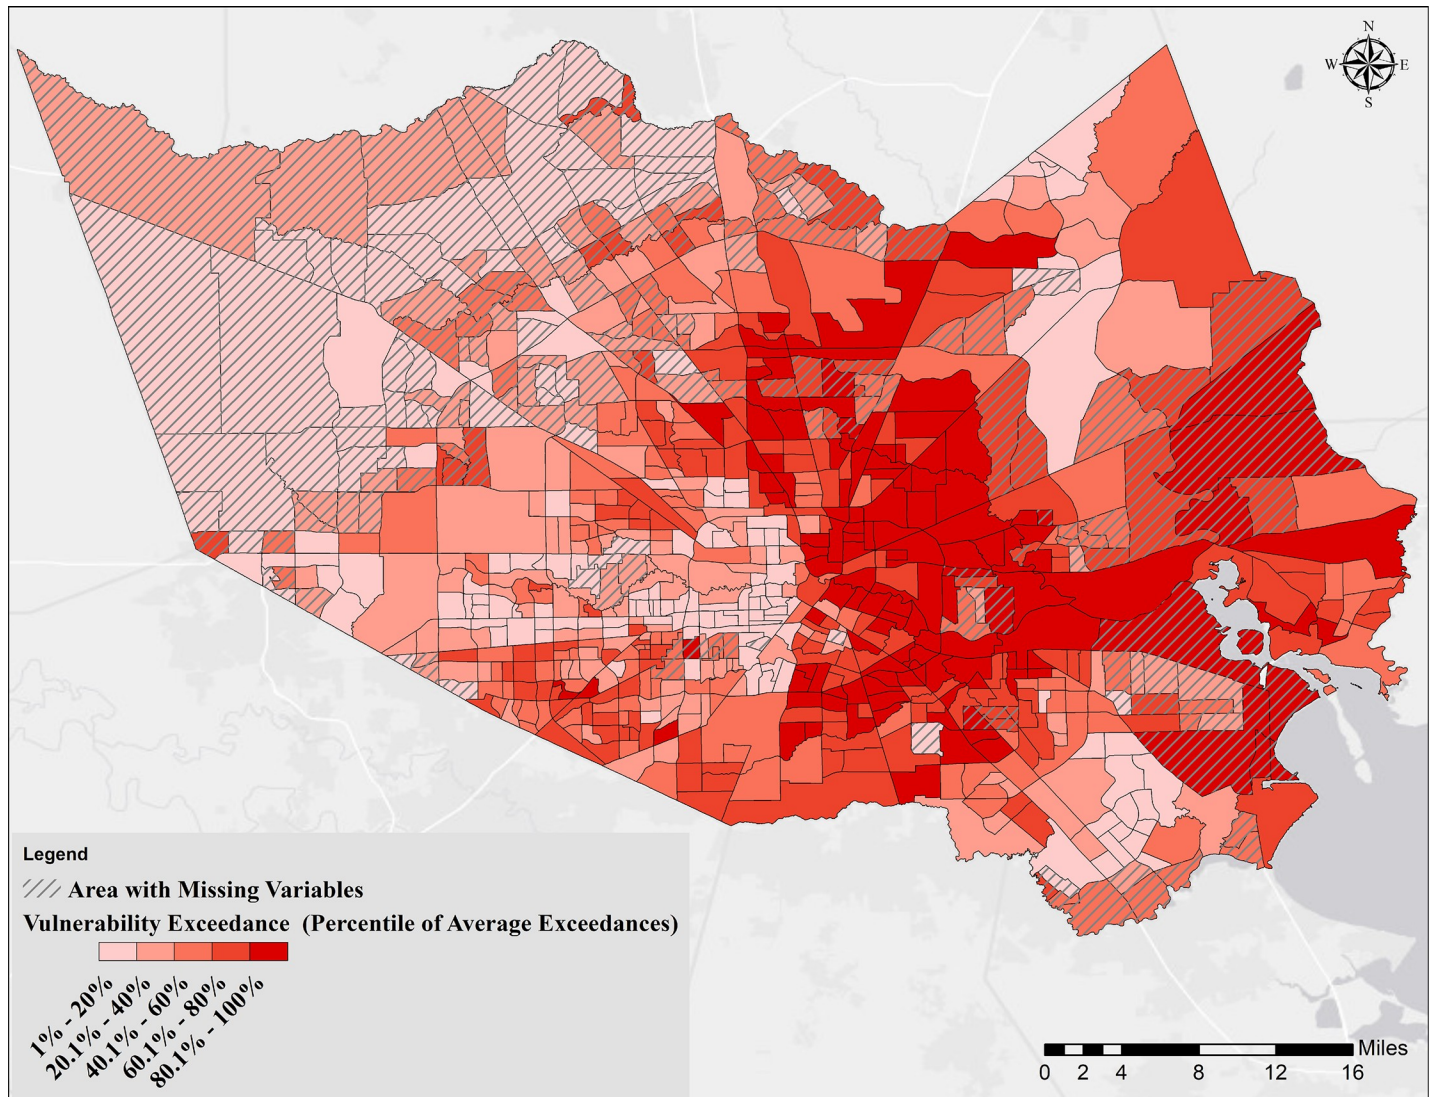 N
W E
S
Legend
Area with Missing Variables
Vulnerability Exceedance (Percentile of Average Exceedances)
1% - 20%
20.1% - 40%
40.1% - 60%
60.1% - 80%
80.1% - 100%
Miles
0 2 4 8 12 16